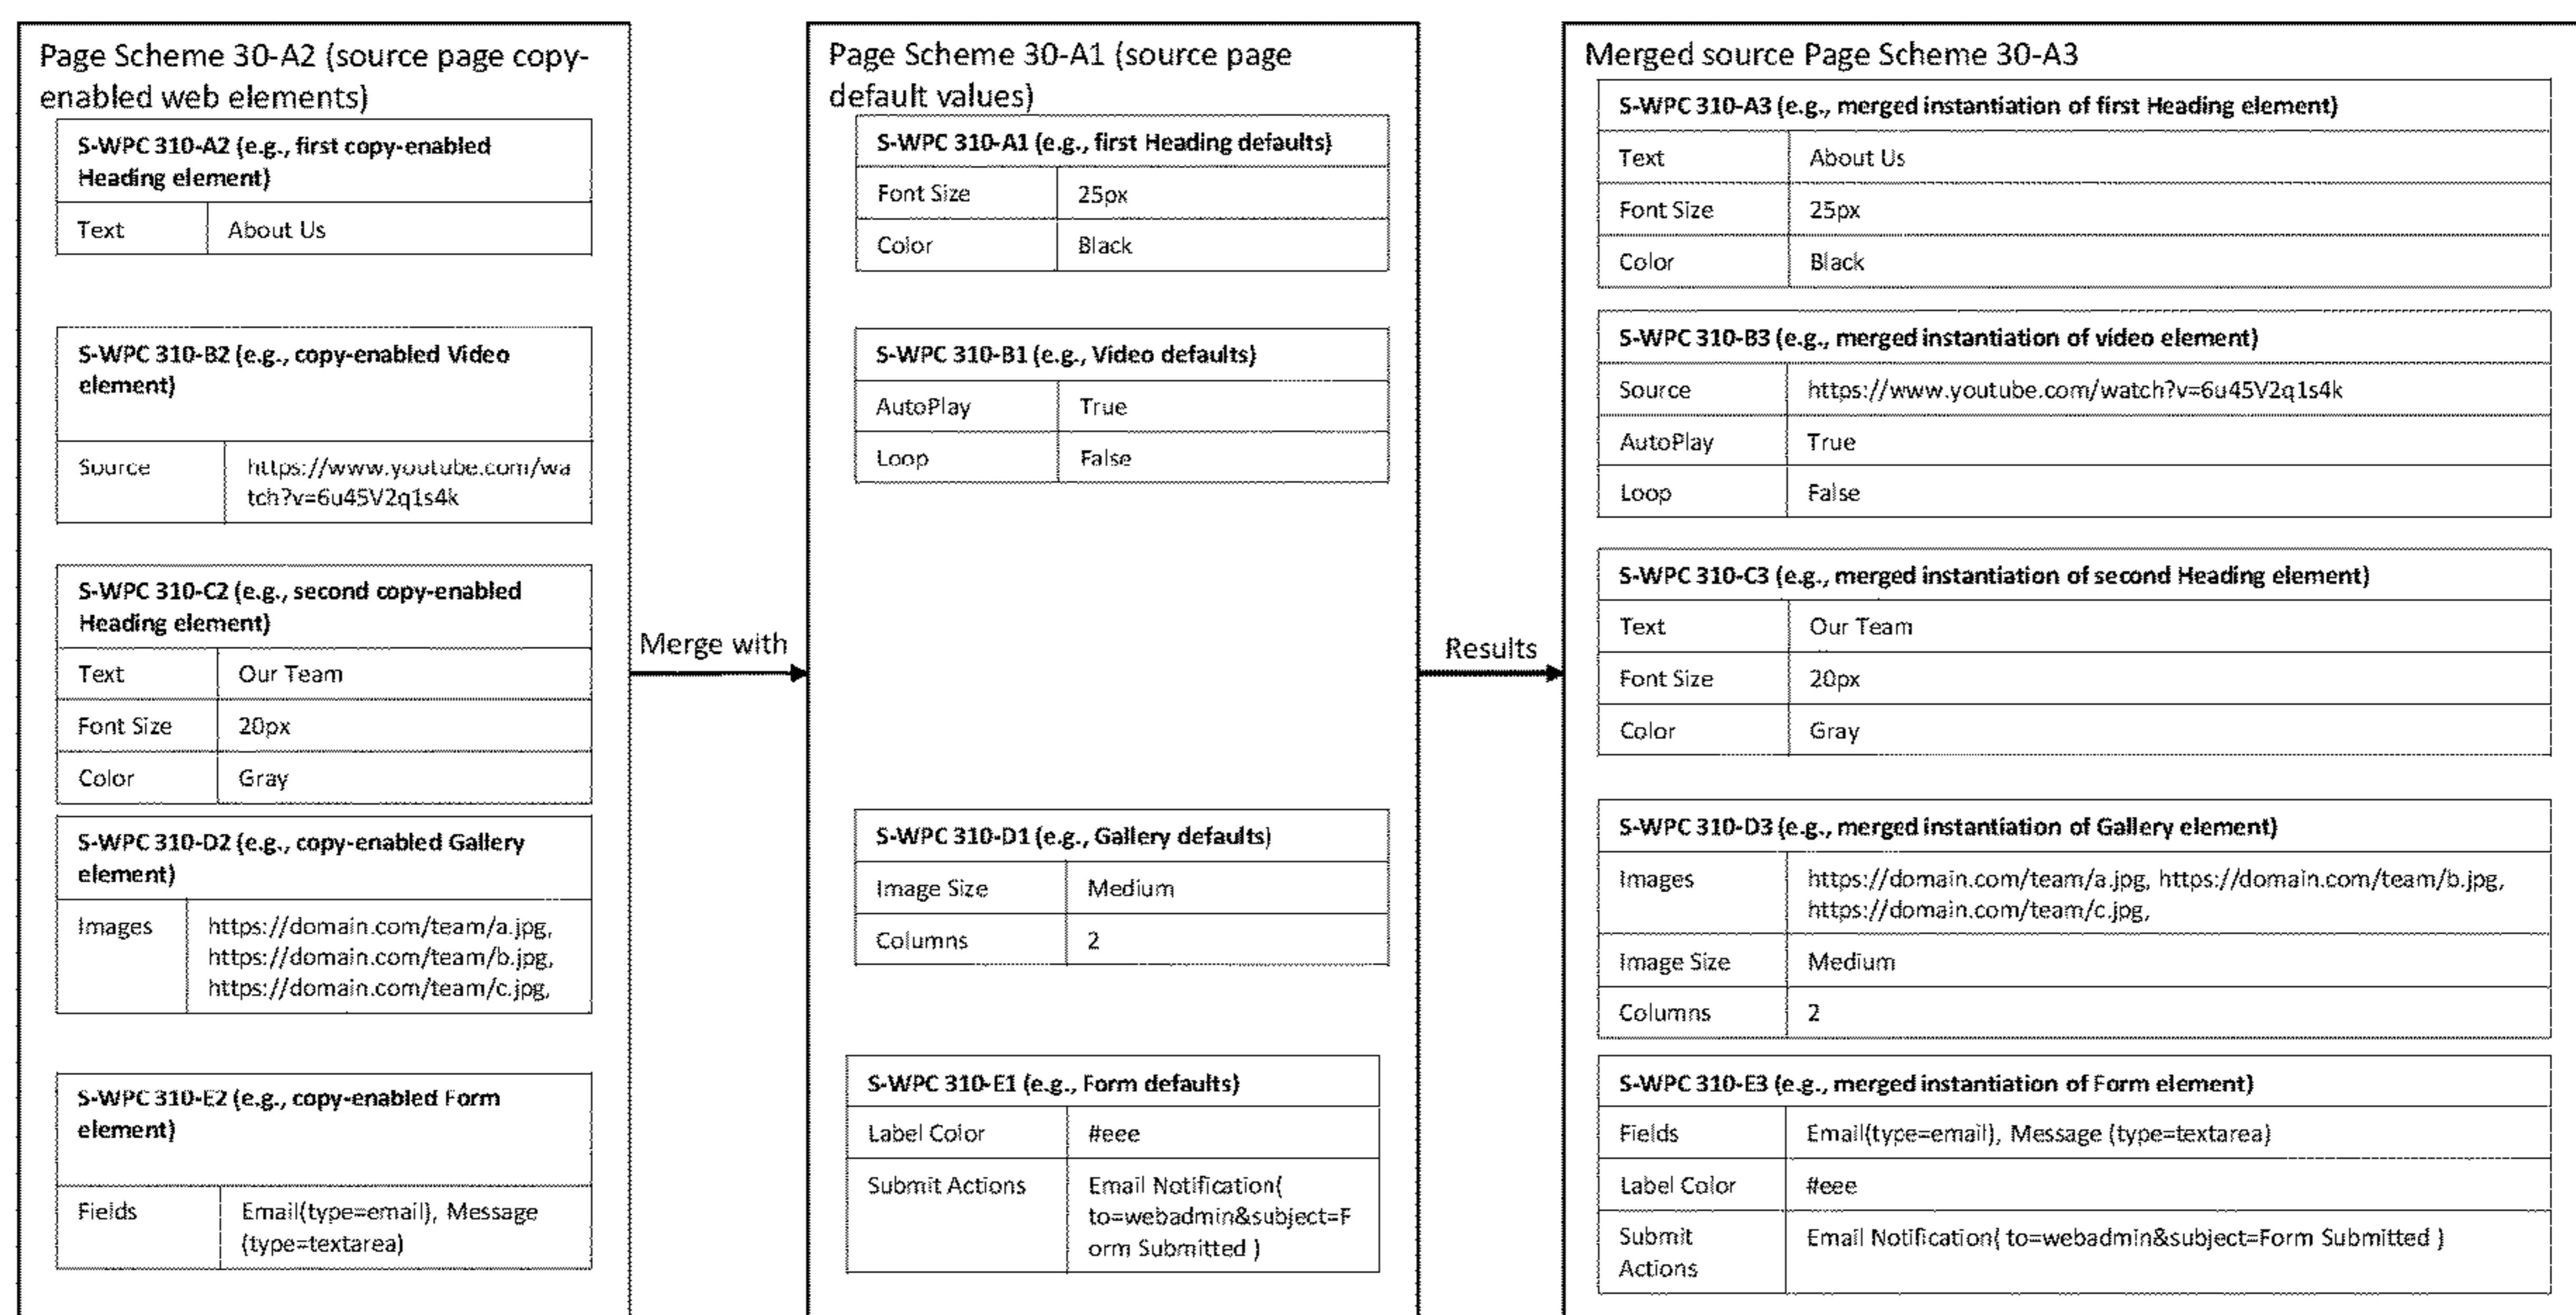 Page Scheme 30-A2 (source page copy-
enabled web elements)
S-WPC 310-A2 (e.g., first copy-enabled
Heading element)
Text About Us
S-WPC 310-B2 (e.g., copy-enabled Video
element)
Source https://www.youtube.com/wa
tch?v=6u45V2q1s4k
S-WPC 310-C2 (e.g., second copy-enabled
Heading element)
Text Our Team
Font Size 20px
Color Gray
S-WPC 310-D2 (e.g., copy-enabled Gallery
element)
Images https://domain.com/team/a.jpg,
https://domain.com/team/b.jpg,
https://domain.com/team/c.jpg,
S-WPC 310-E2 (e.g., copy-enabled Form
element)
Fields Email(type=email), Message
(type=textarea)
Merge with
Page Scheme 30-A1 (source page
default values)
S-WPC 310-A1 (e.g., first Heading defaults)
Font Size 25px
Color Black
S-WPC 310-B1 (e.g., Video defaults)
AutoPlay True
Loop False
S-WPC 310-D1 (e.g., Gallery defaults)
Image Size Medium
Columns 2
S-WPC 310-E1 (e.g., Form defaults)
Label Color #eee
Submit Actions Email Notification(
to=webadmin&subject=F
orm Submitted )
Results
Merged source Page Scheme 30-A3
S-WPC 310-A3 (e.g., merged instantiation of first Heading element)
Text About Us
Font Size 25px
Color Black
S-WPC 310-B3 (e.g., merged instantiation of video element)
Source https://www.youtube.com/watch?v=6u45V2q1s4k
AutoPlay True
Loop False
S-WPC 310-C3 (e.g., merged instantiation of second Heading element)
Text Our Team
Font Size 20px
Color Gray
S-WPC 310-D3 (e.g., merged instantiation of Gallery element)
Images https://domain.com/team/a.jpg, https://domain.com/team/b.jpg,
https://domain.com/team/c.jpg,
Image Size Medium
Columns 2
S-WPC 310-E3 (e.g., merged instantiation of Form element)
Fields Email(type=email), Message (type=textarea)
Label Color #eee
Submit Email Notification( to=webadmin&subject=Form Submitted )
Actions